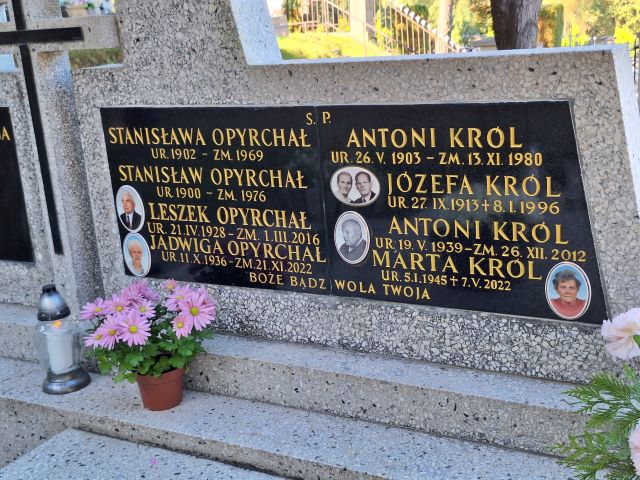 S. P.
STANISŁAWA OPYRCHAŁ
UR. 1902 - ZM. 1969
STANISŁAW OPYRCHAŁ
UR. 1900 - ZM. 1976
LESZEK OPYRCHAŁ
UR. 21.IV.1928 - ZM. 1.III.2016
JADWIGA OPYRCHAŁ
UR. 11.X.1936 - ZM. 21.XI.2022
ANTONI KRÓL
UR. 26. V. 1903 - ZM. 13. XI. 1980
JÓZEFA KRÓL
UR. 27. IX. 1913 + 8. I. 1996
ANTONI KRÓL
UR. 19. V. 1939 - ZM. 26. XII. 2012
MARTA KRÓL
UR. 5.I.1945 + 7.V.2022
BOŻE BĄDŹ WOLA TWOJA